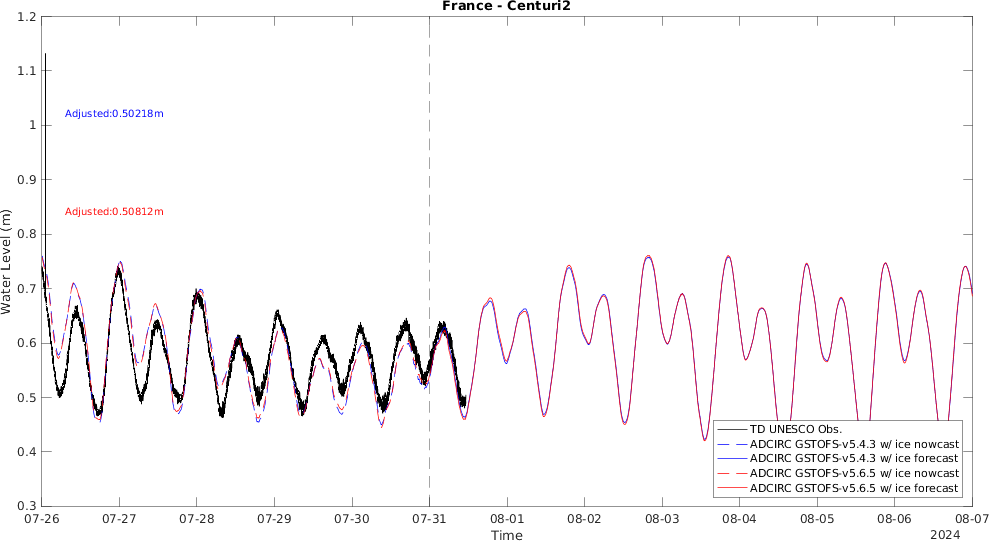 France - Centuri2
1.2
1.1
1
0.9
0.8
0.7
0.6
0.5
0.4
0.3
Water Level (m)
Adjusted:0.50218m
Adjusted:0.50812m
TD UNESCO Obs.
ADCIRC GSTOFS-v5.4.3 w/ ice nowcast
ADCIRC GSTOFS-v5.4.3 w/ ice forecast
ADCIRC GSTOFS-v5.6.5 w/ ice nowcast
ADCIRC GSTOFS-v5.6.5 w/ ice forecast
07-26 07-27 07-28 07-29 07-30 07-31 08-01 08-02 08-03 08-04 08-05 08-06 08-07
Time
2024